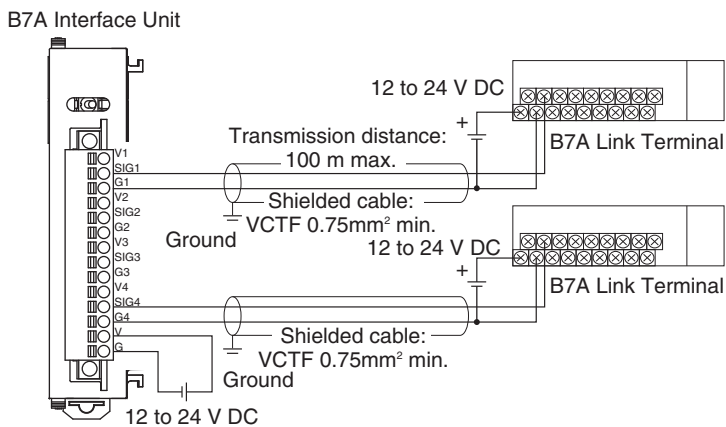 B7A Interface Unit
12 to 24 V DC
+
B7A Link Terminal
Transmission distance:
100 m max.
V1
SIG1
G1
V2
SIG2
G2
V3
SIG3
G3
V4
SIG4
G4
V
G
Shielded cable:
VCTF 0.75mm² min.
Ground
12 to 24 V DC
+
B7A Link Terminal
Shielded cable:
VCTF 0.75mm² min.
Ground
12 to 24 V DC